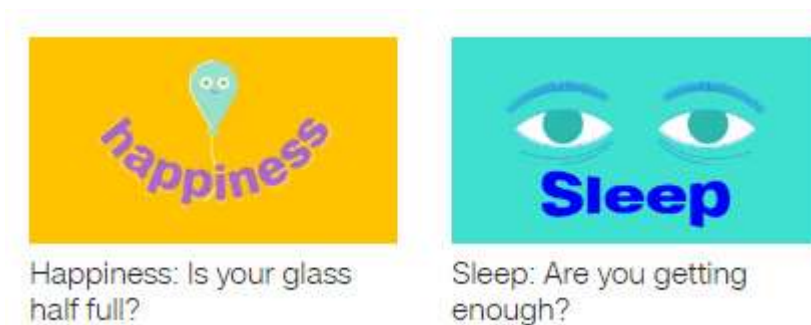 happiness
Sleep
Happiness: Is your glass
half full?
Sleep: Are you getting
enough?